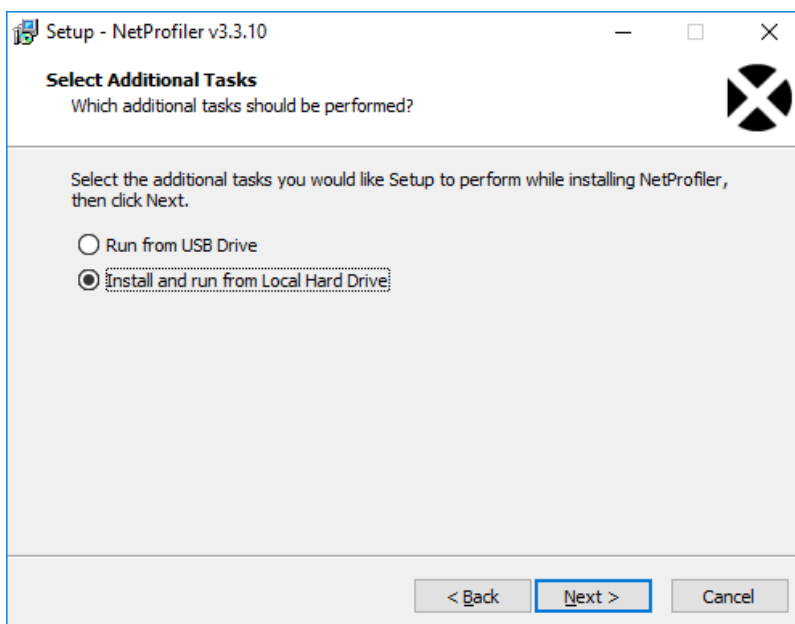 Setup - NetProfiler v3.3.10
Select Additional Tasks
Which additional tasks should be performed?
Select the additional tasks you would like Setup to perform while installing NetProfiler,
then click Next.
Run from USB Drive
Install and run from Local Hard Drive
< Back
Next >
Cancel